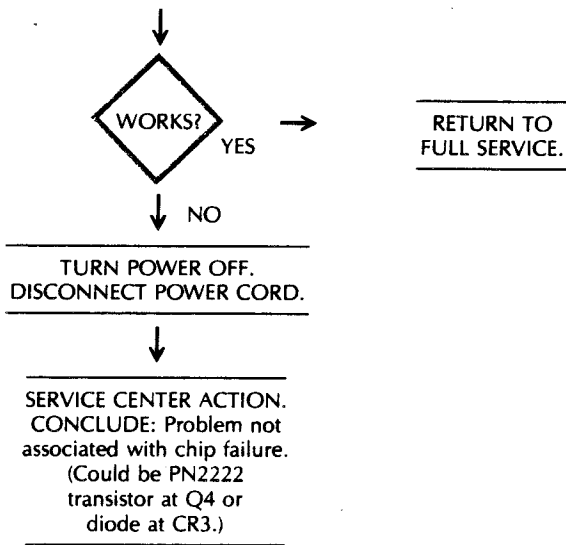 WORKS?
YES
RETURN TO
FULL SERVICE.
NO
TURN POWER OFF.
DISCONNECT POWER CORD.
SERVICE CENTER ACTION.
CONCLUDE: Problem not
associated with chip failure.
(Could be PN2222
transistor at Q4 or
diode at CR3.)